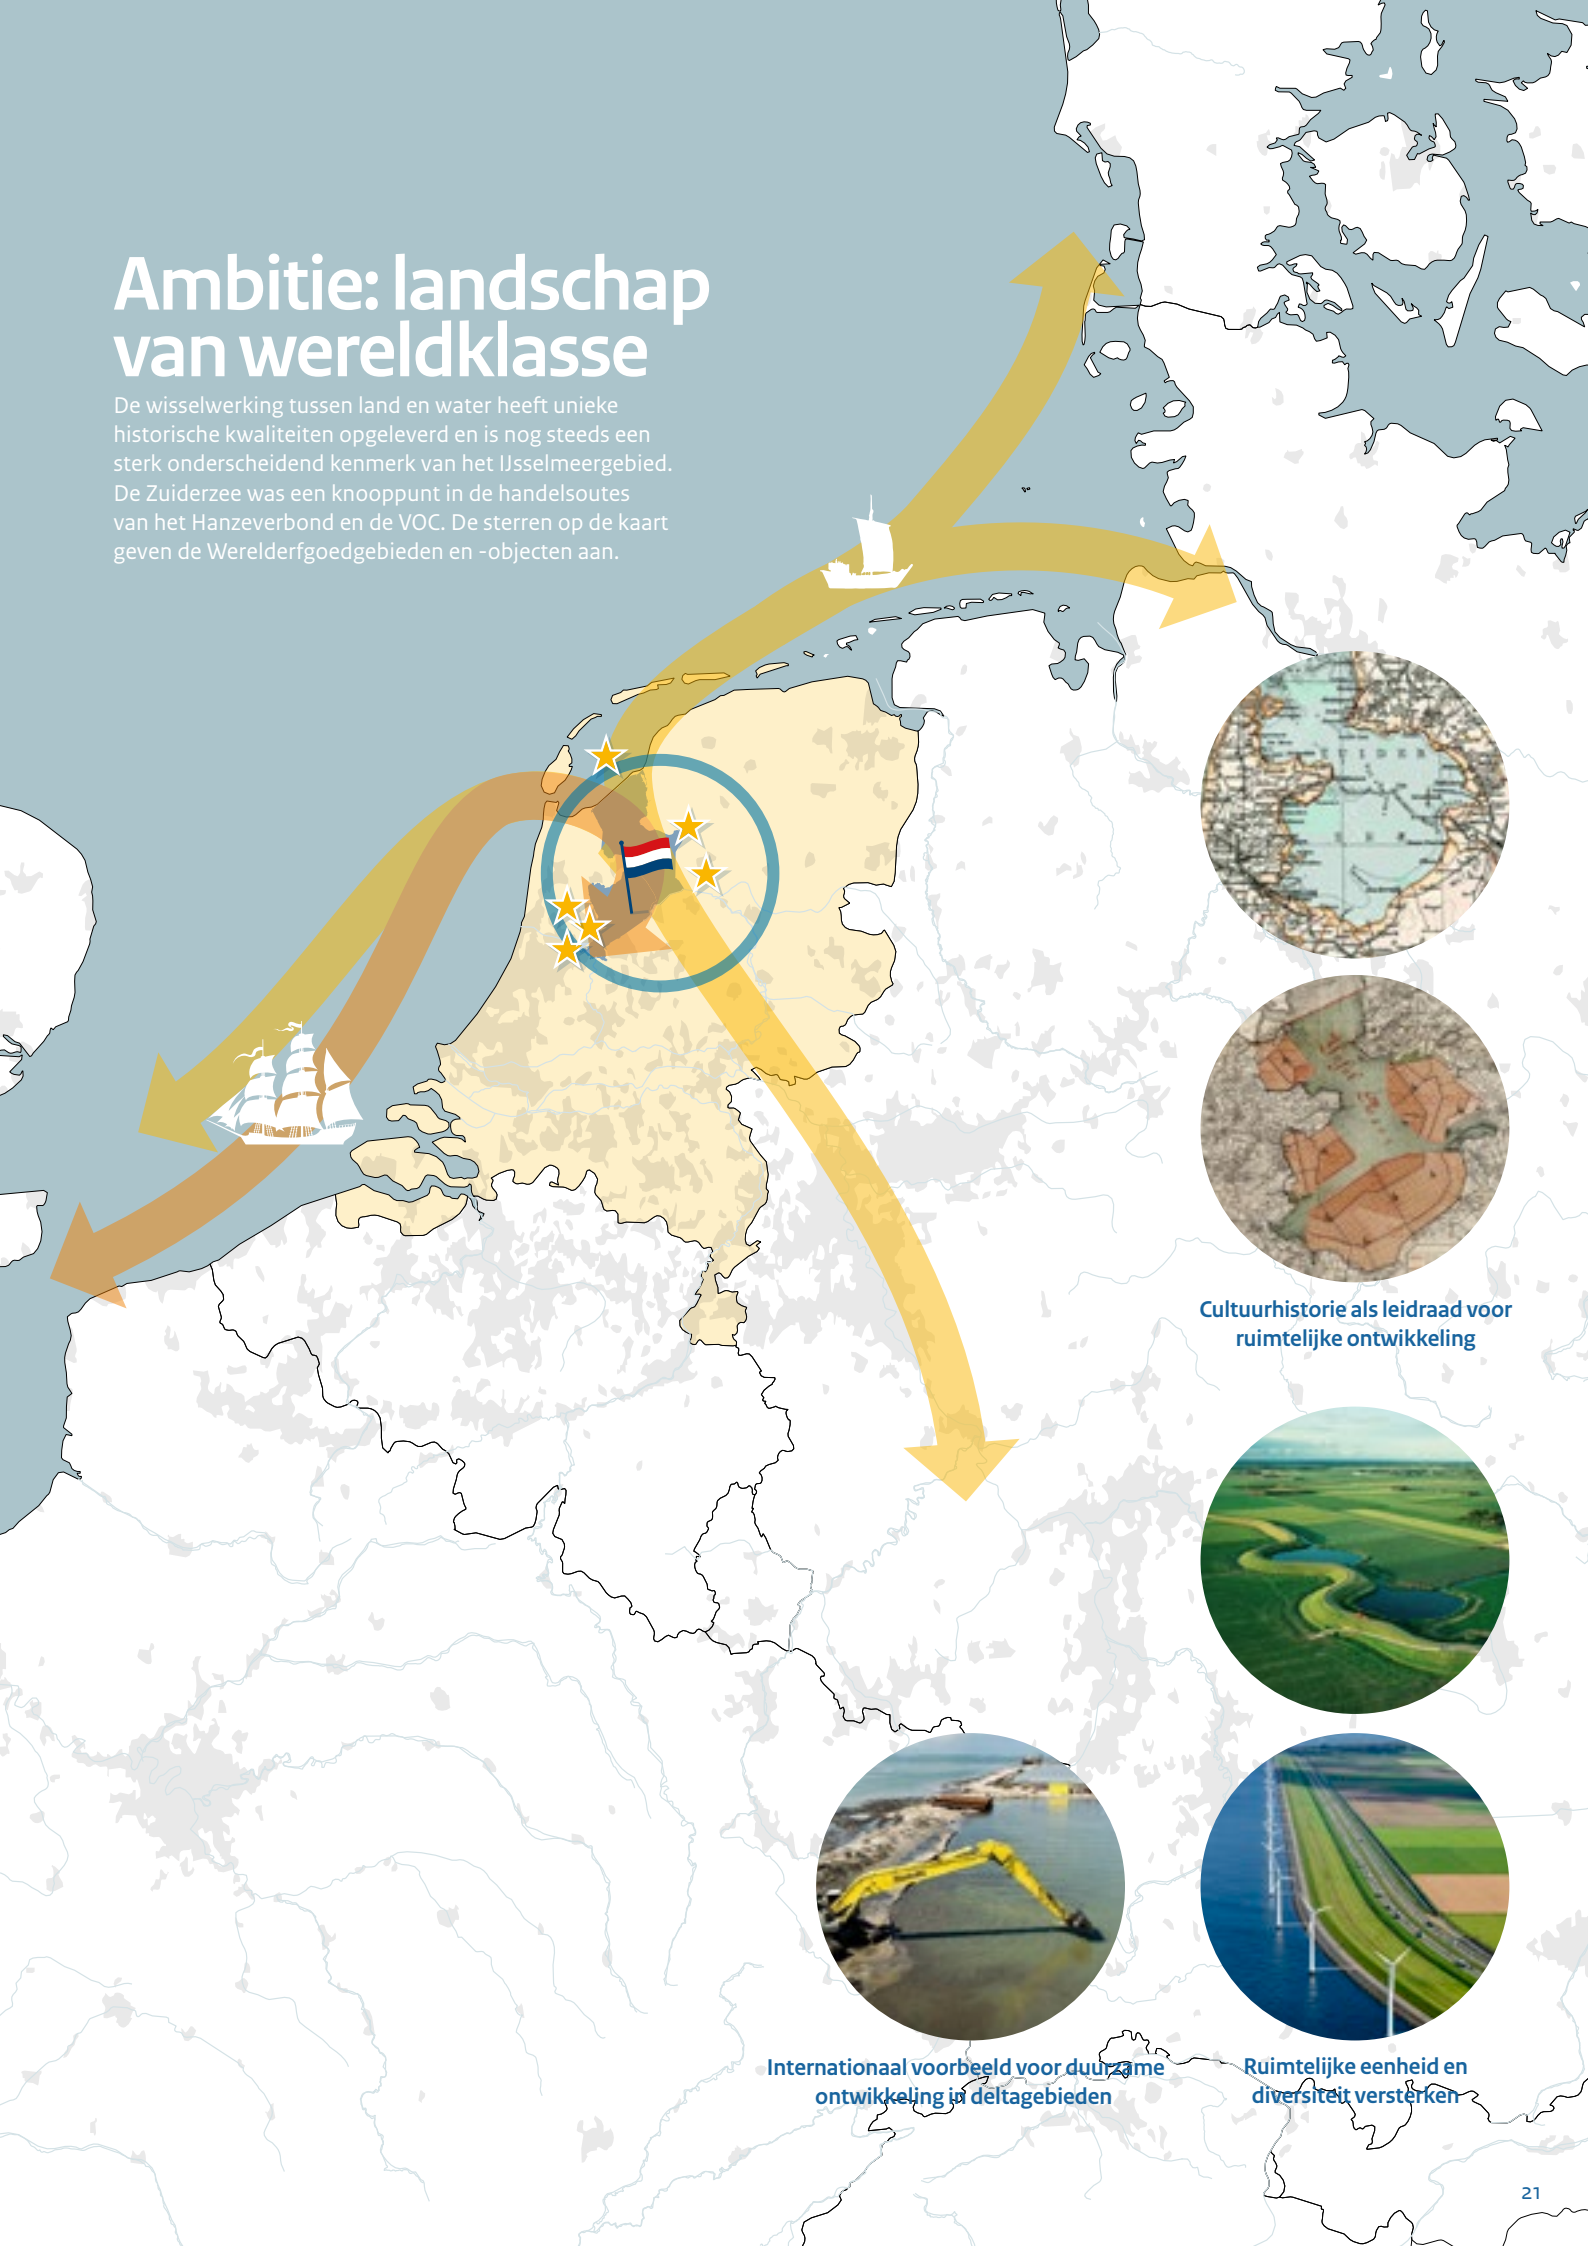 Ambitie: landschap
van wereldklasse
De wisselwerking tussen land en water heeft unieke
historische kwaliteiten opgeleverd en is nog steeds een
sterk onderscheidend kenmerk van het IJsselmeergebied.
De Zuiderzee was een knooppunt in de handelsoutes
van het Hanzeverbond en de VOC. De sterren op de kaart
geven de Werelderfgoedgebieden en -objecten aan.
ZUIDER
ZEE
Cultuurhistorie als leidraad voor
ruimtelijke ontwikkeling
Internationaal voorbeeld voor duurzame
ontwikkeling in deltagebieden
Ruimtelijke eenheid en
diversiteit versterken
21